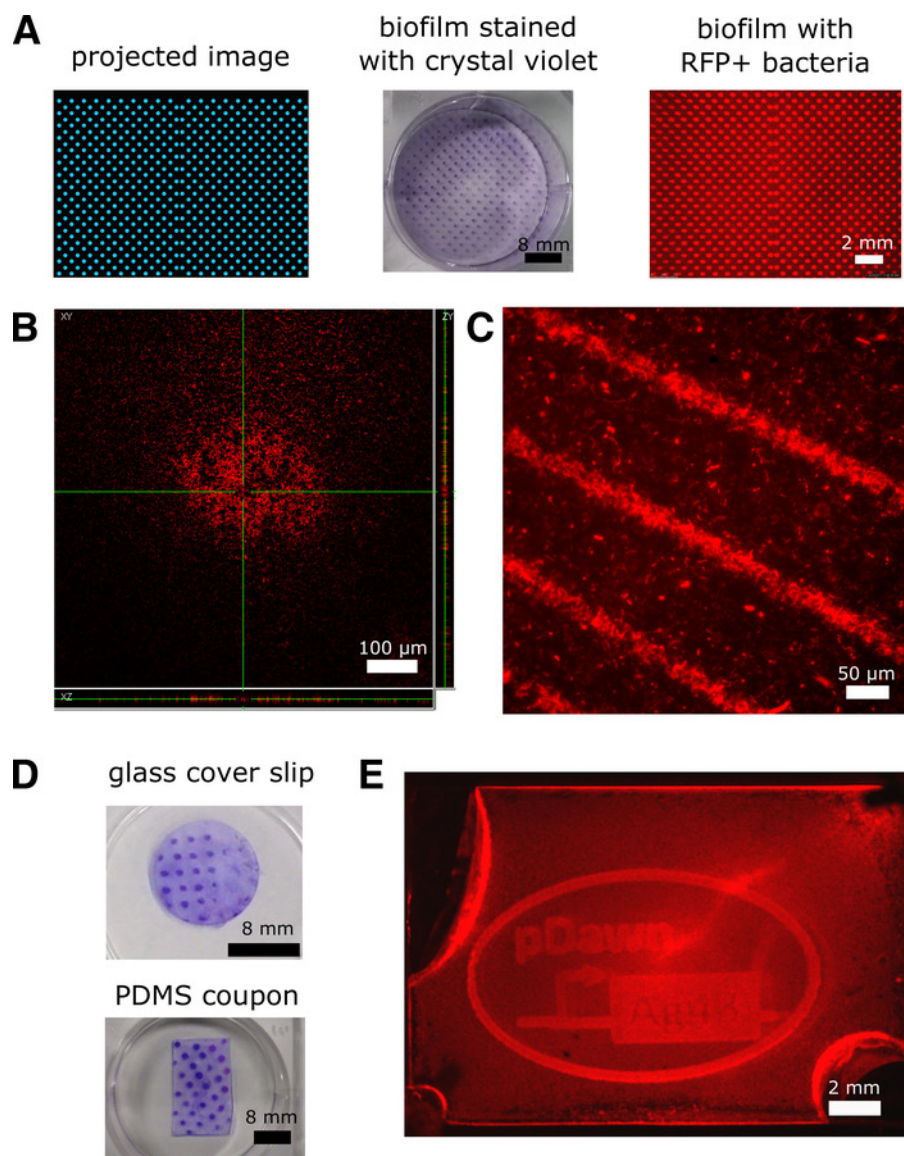 A
projected image
biofilm stained
with crystal violet
biofilm with
RFP+ bacteria
8 mm
2 mm
B
XY
ZY
100 µm
XZ
C
50 µm
D
glass cover slip
8 mm
PDMS coupon
8 mm
E
pDawn
Ag43
2 mm